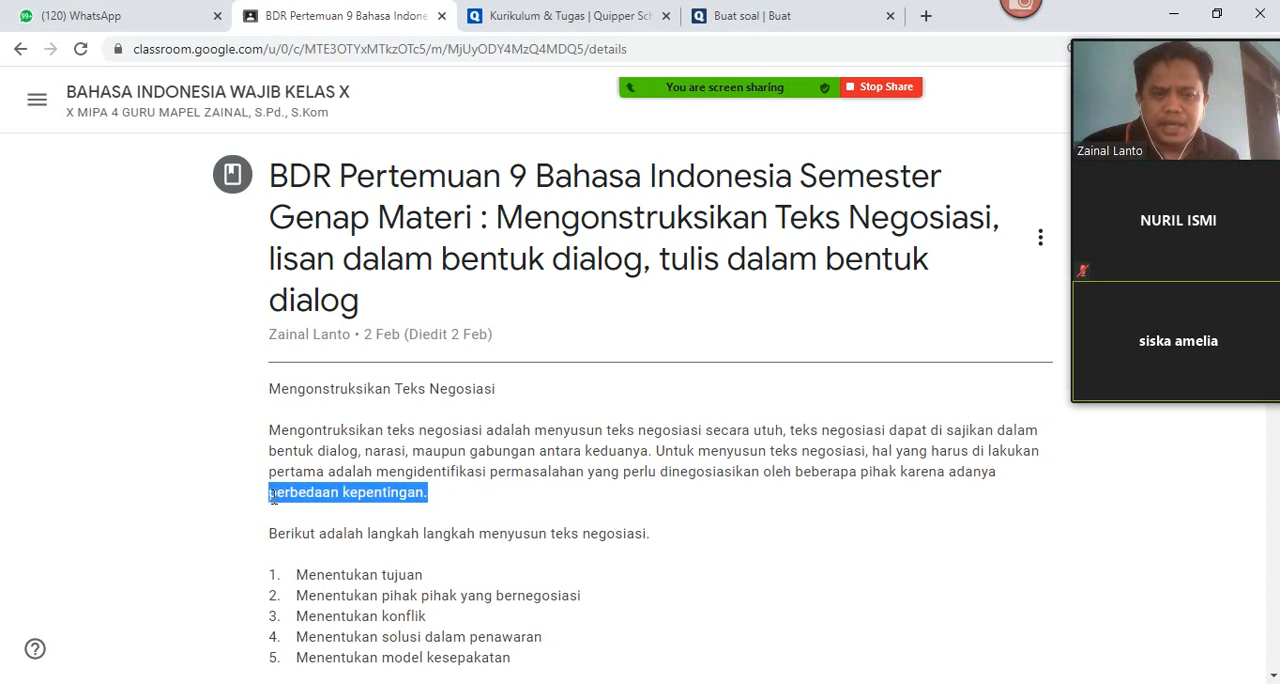 (120) WhatsApp
BDR Pertemuan 9 Bahasa Indone
Kurikulum & Tugas | Quipper Sch
Buat soal | Buat
classroom.google.com/u/0/c/MTE3OTYxMTkzOTc5/m/MjUyODY4MzQ4MDQ5/details
BAHASA INDONESIA WAJIB KELAS X
X MIPA 4 GURU MAPEL ZAINAL, S.Pd., S.Kom
You are screen sharing
Stop Share
Zainal Lanto
NURIL ISMI
siska amelia
BDR Pertemuan 9 Bahasa Indonesia Semester
Genap Materi : Mengonstruksikan Teks Negosiasi,
lisan dalam bentuk dialog, tulis dalam bentuk
dialog
Zainal Lanto • 2 Feb (Diedit 2 Feb)
Mengonstruksikan Teks Negosiasi
Mengontruksikan teks negosiasi adalah menyusun teks negosiasi secara utuh, teks negosiasi dapat di sajikan dalam
bentuk dialog, narasi, maupun gabungan antara keduanya. Untuk menyusun teks negosiasi, hal yang harus di lakukan
pertama adalah mengidentifikasi permasalahan yang perlu dinegosiasikan oleh beberapa pihak karena adanya
perbedaan kepentingan.
Berikut adalah langkah langkah menyusun teks negosiasi.
1. Menentukan tujuan
2. Menentukan pihak pihak yang bernegosiasi
3. Menentukan konflik
4. Menentukan solusi dalam penawaran
5. Menentukan model kesepakatan